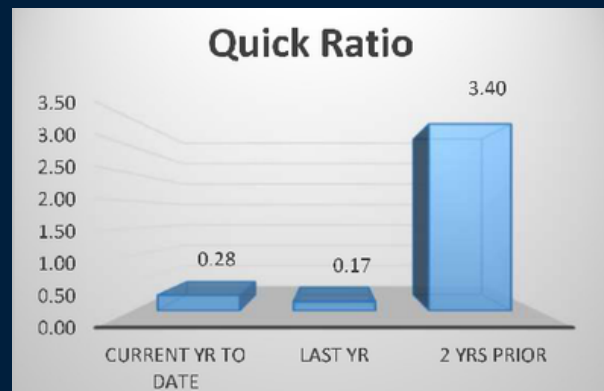 Quick Ratio
3.40
3.50
3.00
2.50
2.00
1.50
1.00
0.50
0.00
0.28
0.17
CURRENT YR TO
DATE
LAST YR
2 YRS PRIOR